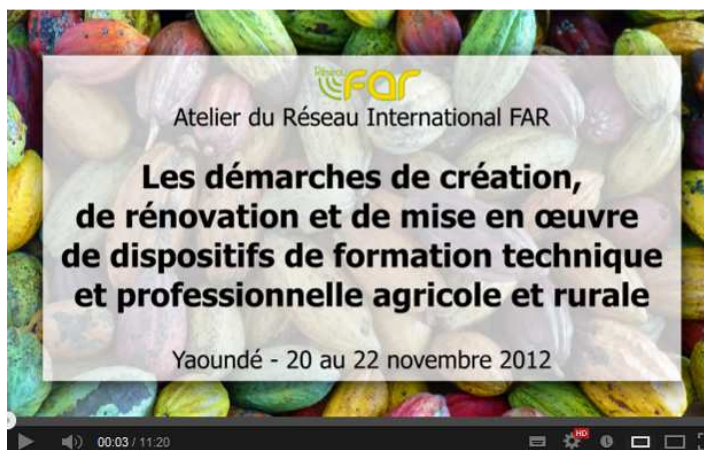 Réseau
FAR
Atelier du Réseau International FAR
Les démarches de création,
de rénovation et de mise en œuvre
de dispositifs de formation technique
et professionnelle agricole et rurale
Yaoundé - 20 au 22 novembre 2012
00:03 / 11:20
HD